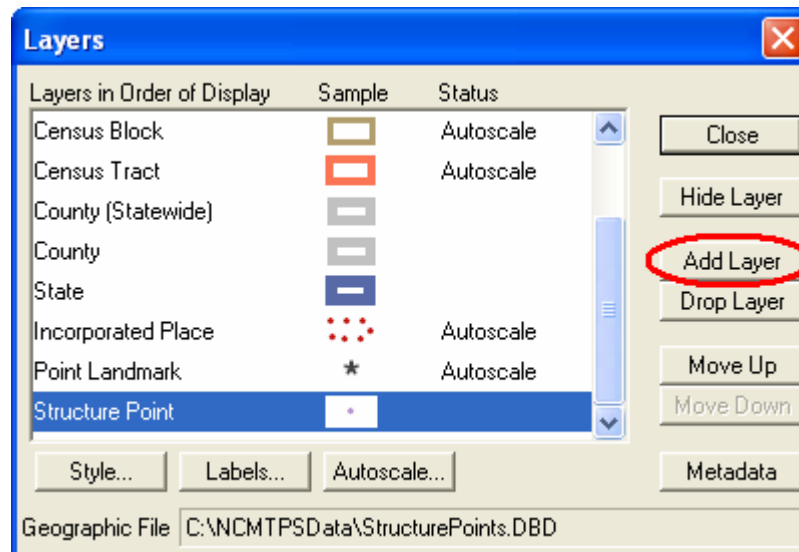 Layers
Layers in Order of Display Sample Status
Census Block Autoscale
Close
Census Tract Autoscale
Hide Layer
County (Statewide)
County
Add Layer
State
Drop Layer
Incorporated Place Autoscale
Point Landmark Autoscale
Move Up
Structure Point
Move Down
Style... Labels... Autoscale... Metadata
Geographic File C:\NCMTPSData\StructurePoints.DBD